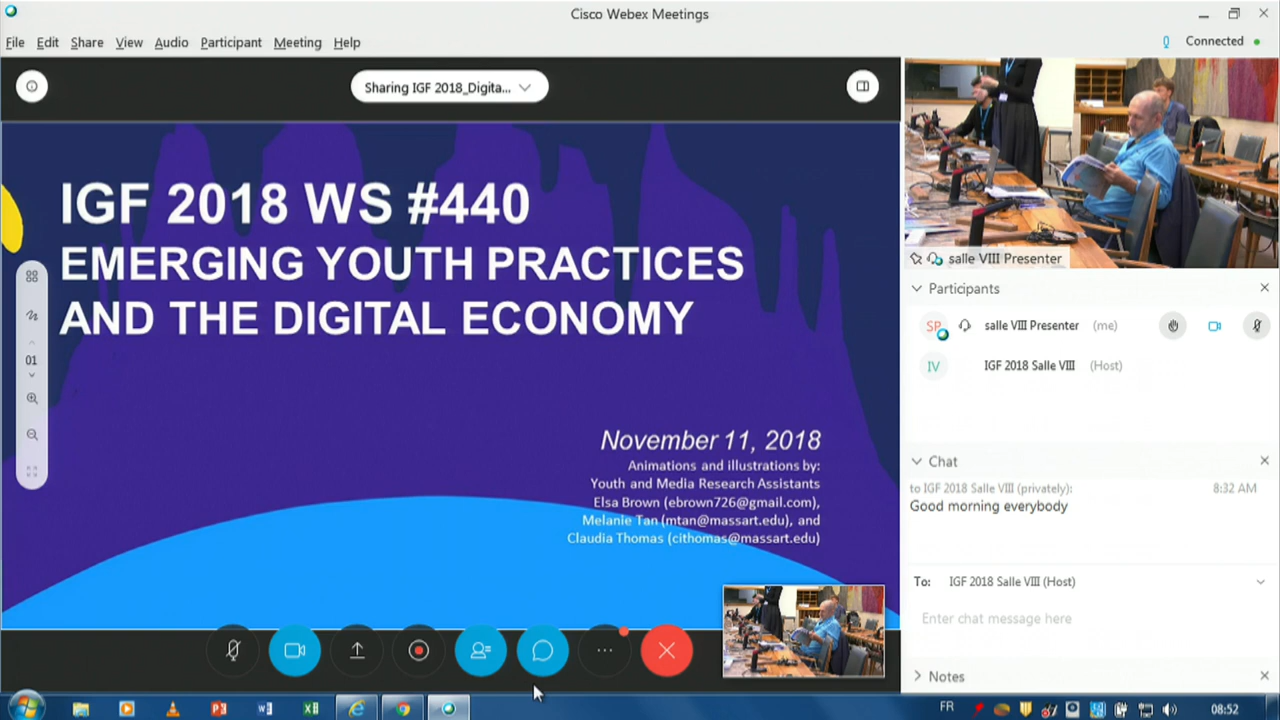 Cisco Webex Meetings
File Edit Share View Audio Participant Meeting Help
Connected
Sharing IGF 2018_Digita...
IGF 2018 WS #440
EMERGING YOUTH PRACTICES
AND THE DIGITAL ECONOMY
01
November 11, 2018
Animations and illustrations by:
Youth and Media Research Assistants
Elsa Brown (ebrown726@gmail.com),
Melanie Tan (mtan@massart.edu), and
Claudia Thomas (cithomas@massart.edu)
salle VIII Presenter
Participants
SP salle VIII Presenter (me)
IV IGF 2018 Salle VIII (Host)
Chat
to IGF 2018 Salle VIII (privately): 8:32 AM
Good morning everybody
To: IGF 2018 Salle VIII (Host)
Enter chat message here
Notes
FR 08:52